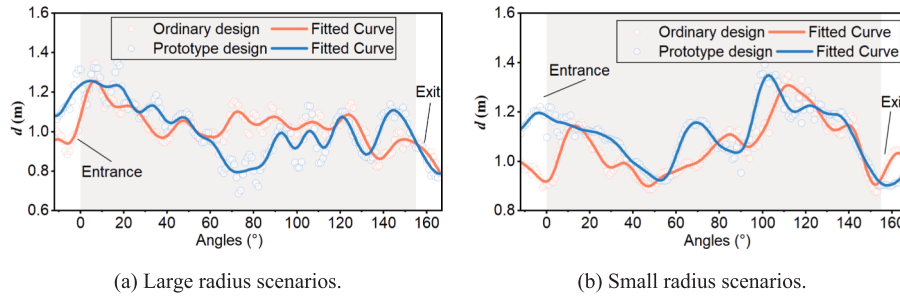 Ordinary design Fitted Curve
Prototype design Fitted Curve
Entrance
Exit
d (m)
1.6
1.4
1.2
1.0
0.8
0.6
0 20 40 60 80 100 120 140 160
Angles (°)
(a) Large radius scenarios.
Ordinary design Fitted Curve
Prototype design Fitted Curve
Entrance
Exi
d (m)
1.6
1.4
1.2
1.0
0.8
0 20 40 60 80 100 120 140 160
Angles (°)
(b) Small radius scenarios.